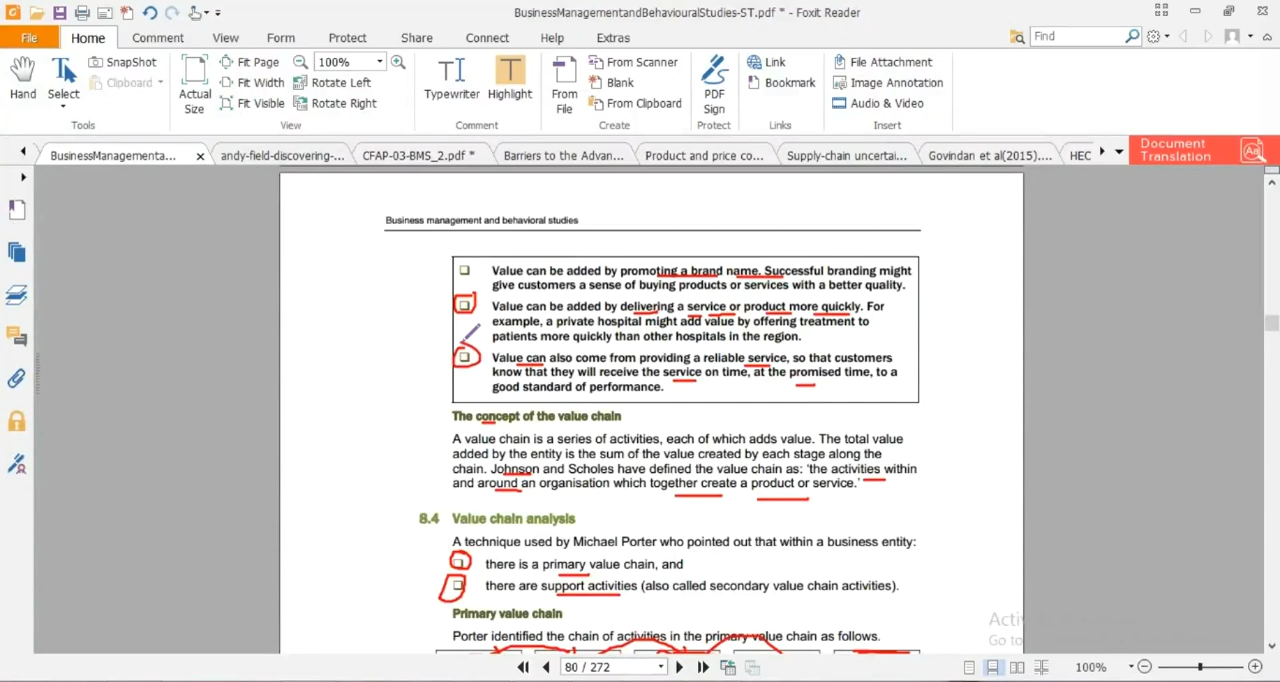 BusinessManagementandBehaviouralStudies-ST.pdf * - Foxit Reader
File Home Comment View Form Protect Share Connect Help Extras Find
Hand Select SnapShot Clipboard
Tools
Actual Size Fit Page Fit Width Fit Visible 100% Rotate Left Rotate Right
View
Typewriter Highlight
Comment
From File From Scanner Blank From Clipboard
Create
PDF Sign
Protect
Link Bookmark
Links
File Attachment Image Annotation Audio & Video
Insert
BusinessManagementa... x andy-field-discovering-... CFAP-03-BMS_2.pdf * Barriers to the Advan... Product and price co... Supply-chain uncertai... Govindan et al(2015).... HEC
Document Translation
Business management and behavioral studies
Value can be added by promoting a brand name. Successful branding might
give customers a sense of buying products or services with a better quality.
Value can be added by delivering a service or product more quickly. For
example, a private hospital might add value by offering treatment to
patients more quickly than other hospitals in the region.
Value can also come from providing a reliable service, so that customers
know that they will receive the service on time, at the promised time, to a
good standard of performance.
The concept of the value chain
A value chain is a series of activities, each of which adds value. The total value
added by the entity is the sum of the value created by each stage along the
chain. Johnson and Scholes have defined the value chain as: 'the activities within
and around an organisation which together create a product or service.'
8.4 Value chain analysis
A technique used by Michael Porter who pointed out that within a business entity:
there is a primary value chain, and
there are support activities (also called secondary value chain activities).
Primary value chain
Porter identified the chain of activities in the primary value chain as follows.
Go to
80 / 272
100%